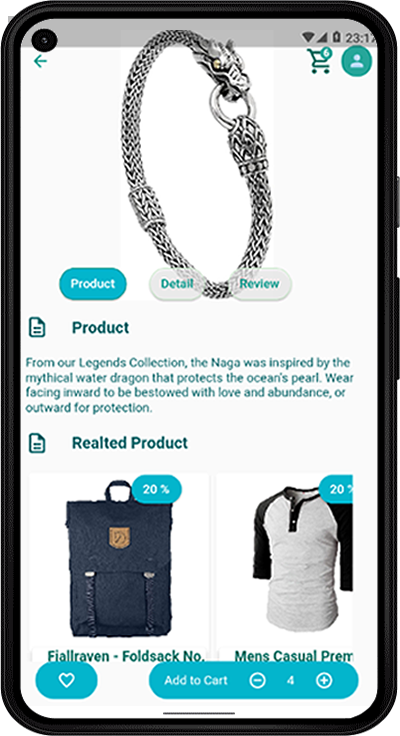 23:17
6
Product Detail Review
Product
From our Legends Collection, the Naga was inspired by the
mythical water dragon that protects the ocean's pearl. Wear
facing inward to be bestowed with love and abundance, or
outward for protection.
Realted Product
20 % 20 %
Fjallraven - Foldsack No. Mens Casual Prem
Add to Cart 4